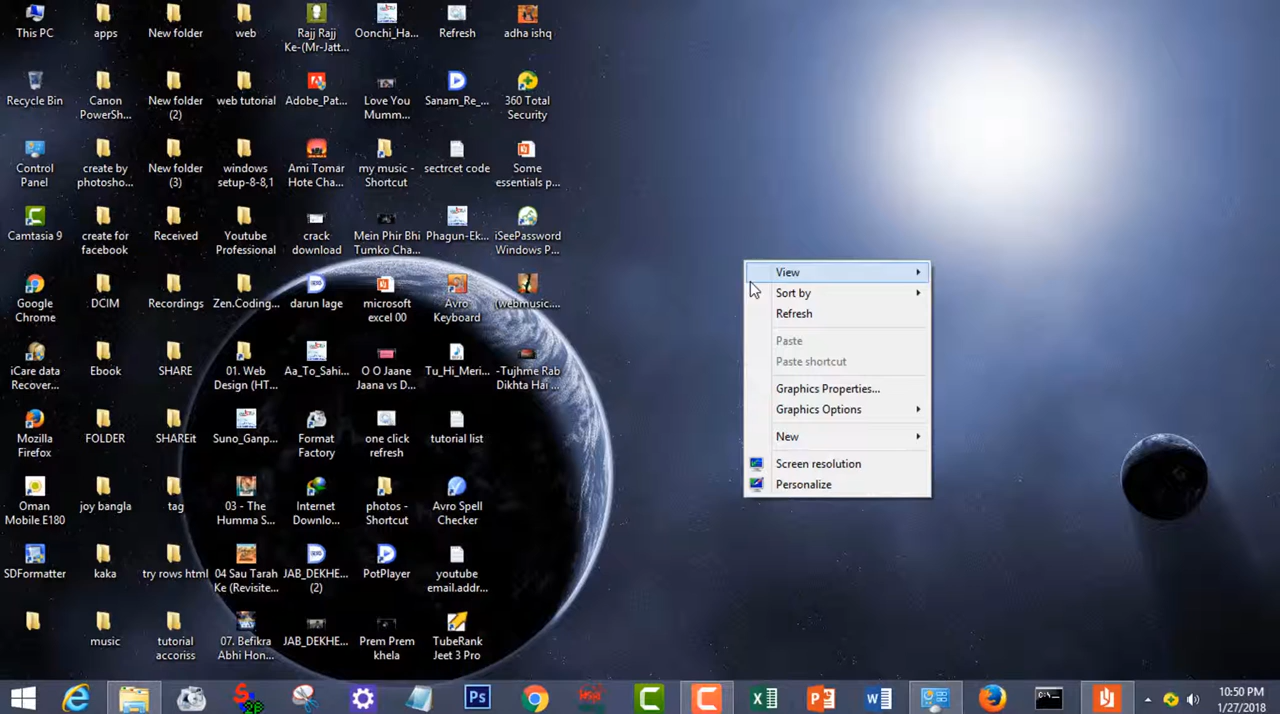 This PC
apps
New folder
web
Rajj Rajj
Ke-(Mr-Jatt...
Oonchi_Ha...
Refresh
adha ishq
Recycle Bin
Canon
PowerSh...
New folder
(2)
web tutorial
Adobe_Pat...
Love You
Mumm...
Sanam_Re_...
360 Total
Security
Control
Panel
create by
photosho...
New folder
(3)
windows
setup-8-8,1
Ami Tomar
Hote Cha...
my music -
Shortcut
sectrcet code
Some
essentials p...
Camtasia 9
create for
facebook
Received
Youtube
Professional
crack
download
Mein Phir Bhi
Tumko Cha...
Phagun-Ek...
iSeePassword
Windows P...
Google
Chrome
DCIM
Recordings
Zen.Coding...
darun lage
microsoft
excel 00
Avro
Keyboard
(webmusic....
iCare data
Recover...
Ebook
SHARE
01. Web
Design (HT...
Aa_To_Sahi...
O O Jaane
Jaana vs D...
Tu_Hi_Meri...
-Tujhme Rab
Dikhta Hai ...
Mozilla
Firefox
FOLDER
SHAREit
Suno_Ganp...
Format
Factory
one click
refresh
tutorial list
Oman
Mobile E180
joy bangla
tag
03 - The
Humma S...
Internet
Downlo...
photos -
Shortcut
Avro Spell
Checker
SDFormatter
kaka
try rows html
04 Sau Tarah
Ke (Revisite...
JAB_DEKHE...
(2)
PotPlayer
youtube
email.addr...
music
tutorial
accoriss
07. Befikra
Abhi Hon...
JAB_DEKHE...
Prem Prem
khela
TubeRank
Jeet 3 Pro
View
Sort by
Refresh
Paste
Paste shortcut
Graphics Properties...
Graphics Options
New
Screen resolution
Personalize
Ps
10:50 PM
1/27/2018